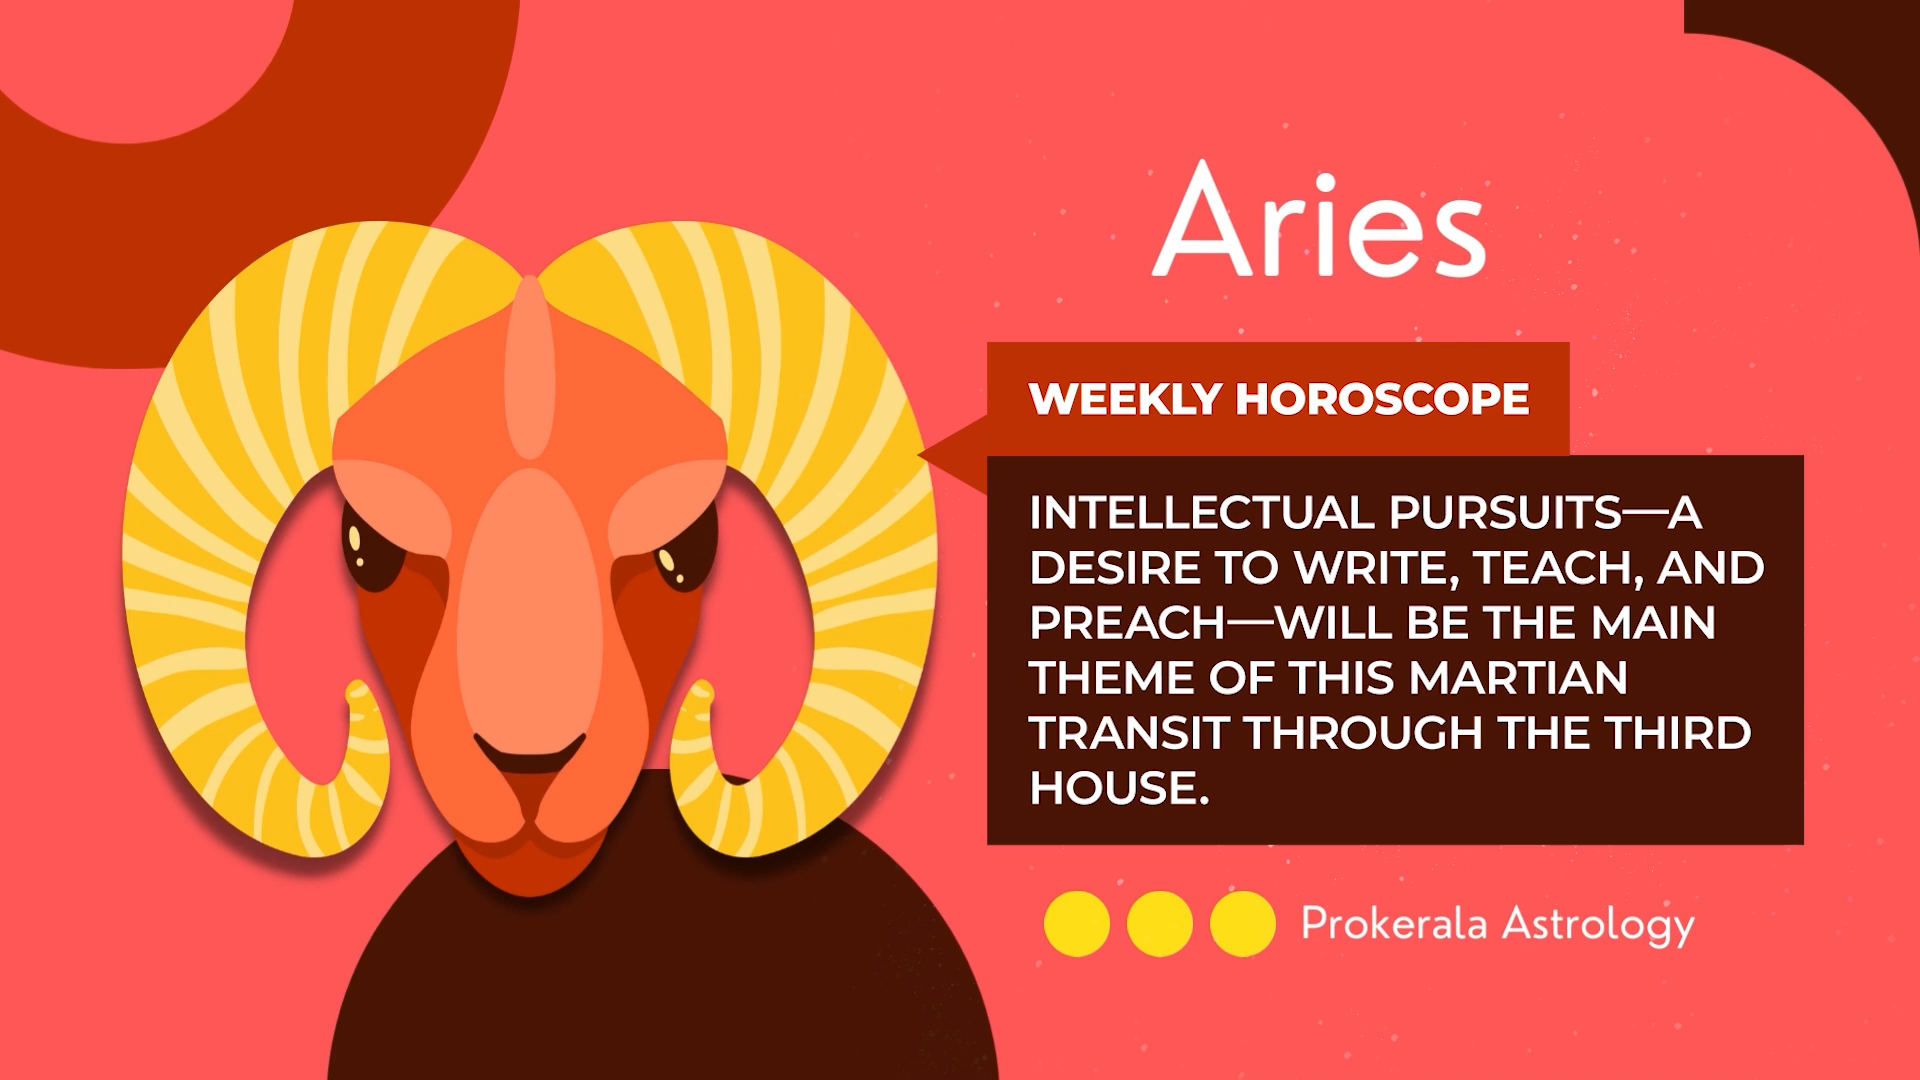 Aries
WEEKLY HOROSCOPE
INTELLECTUAL PURSUITS—A
DESIRE TO WRITE, TEACH, AND
PREACH—WILL BE THE MAIN
THEME OF THIS MARTIAN
TRANSIT THROUGH THE THIRD
HOUSE.
Prokerala Astrology